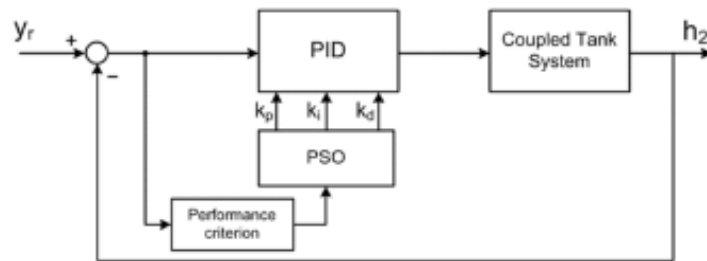 y_r
+
−
PID
Coupled Tank
System
h_2
k_p k_i k_d
PSO
Performance
criterion